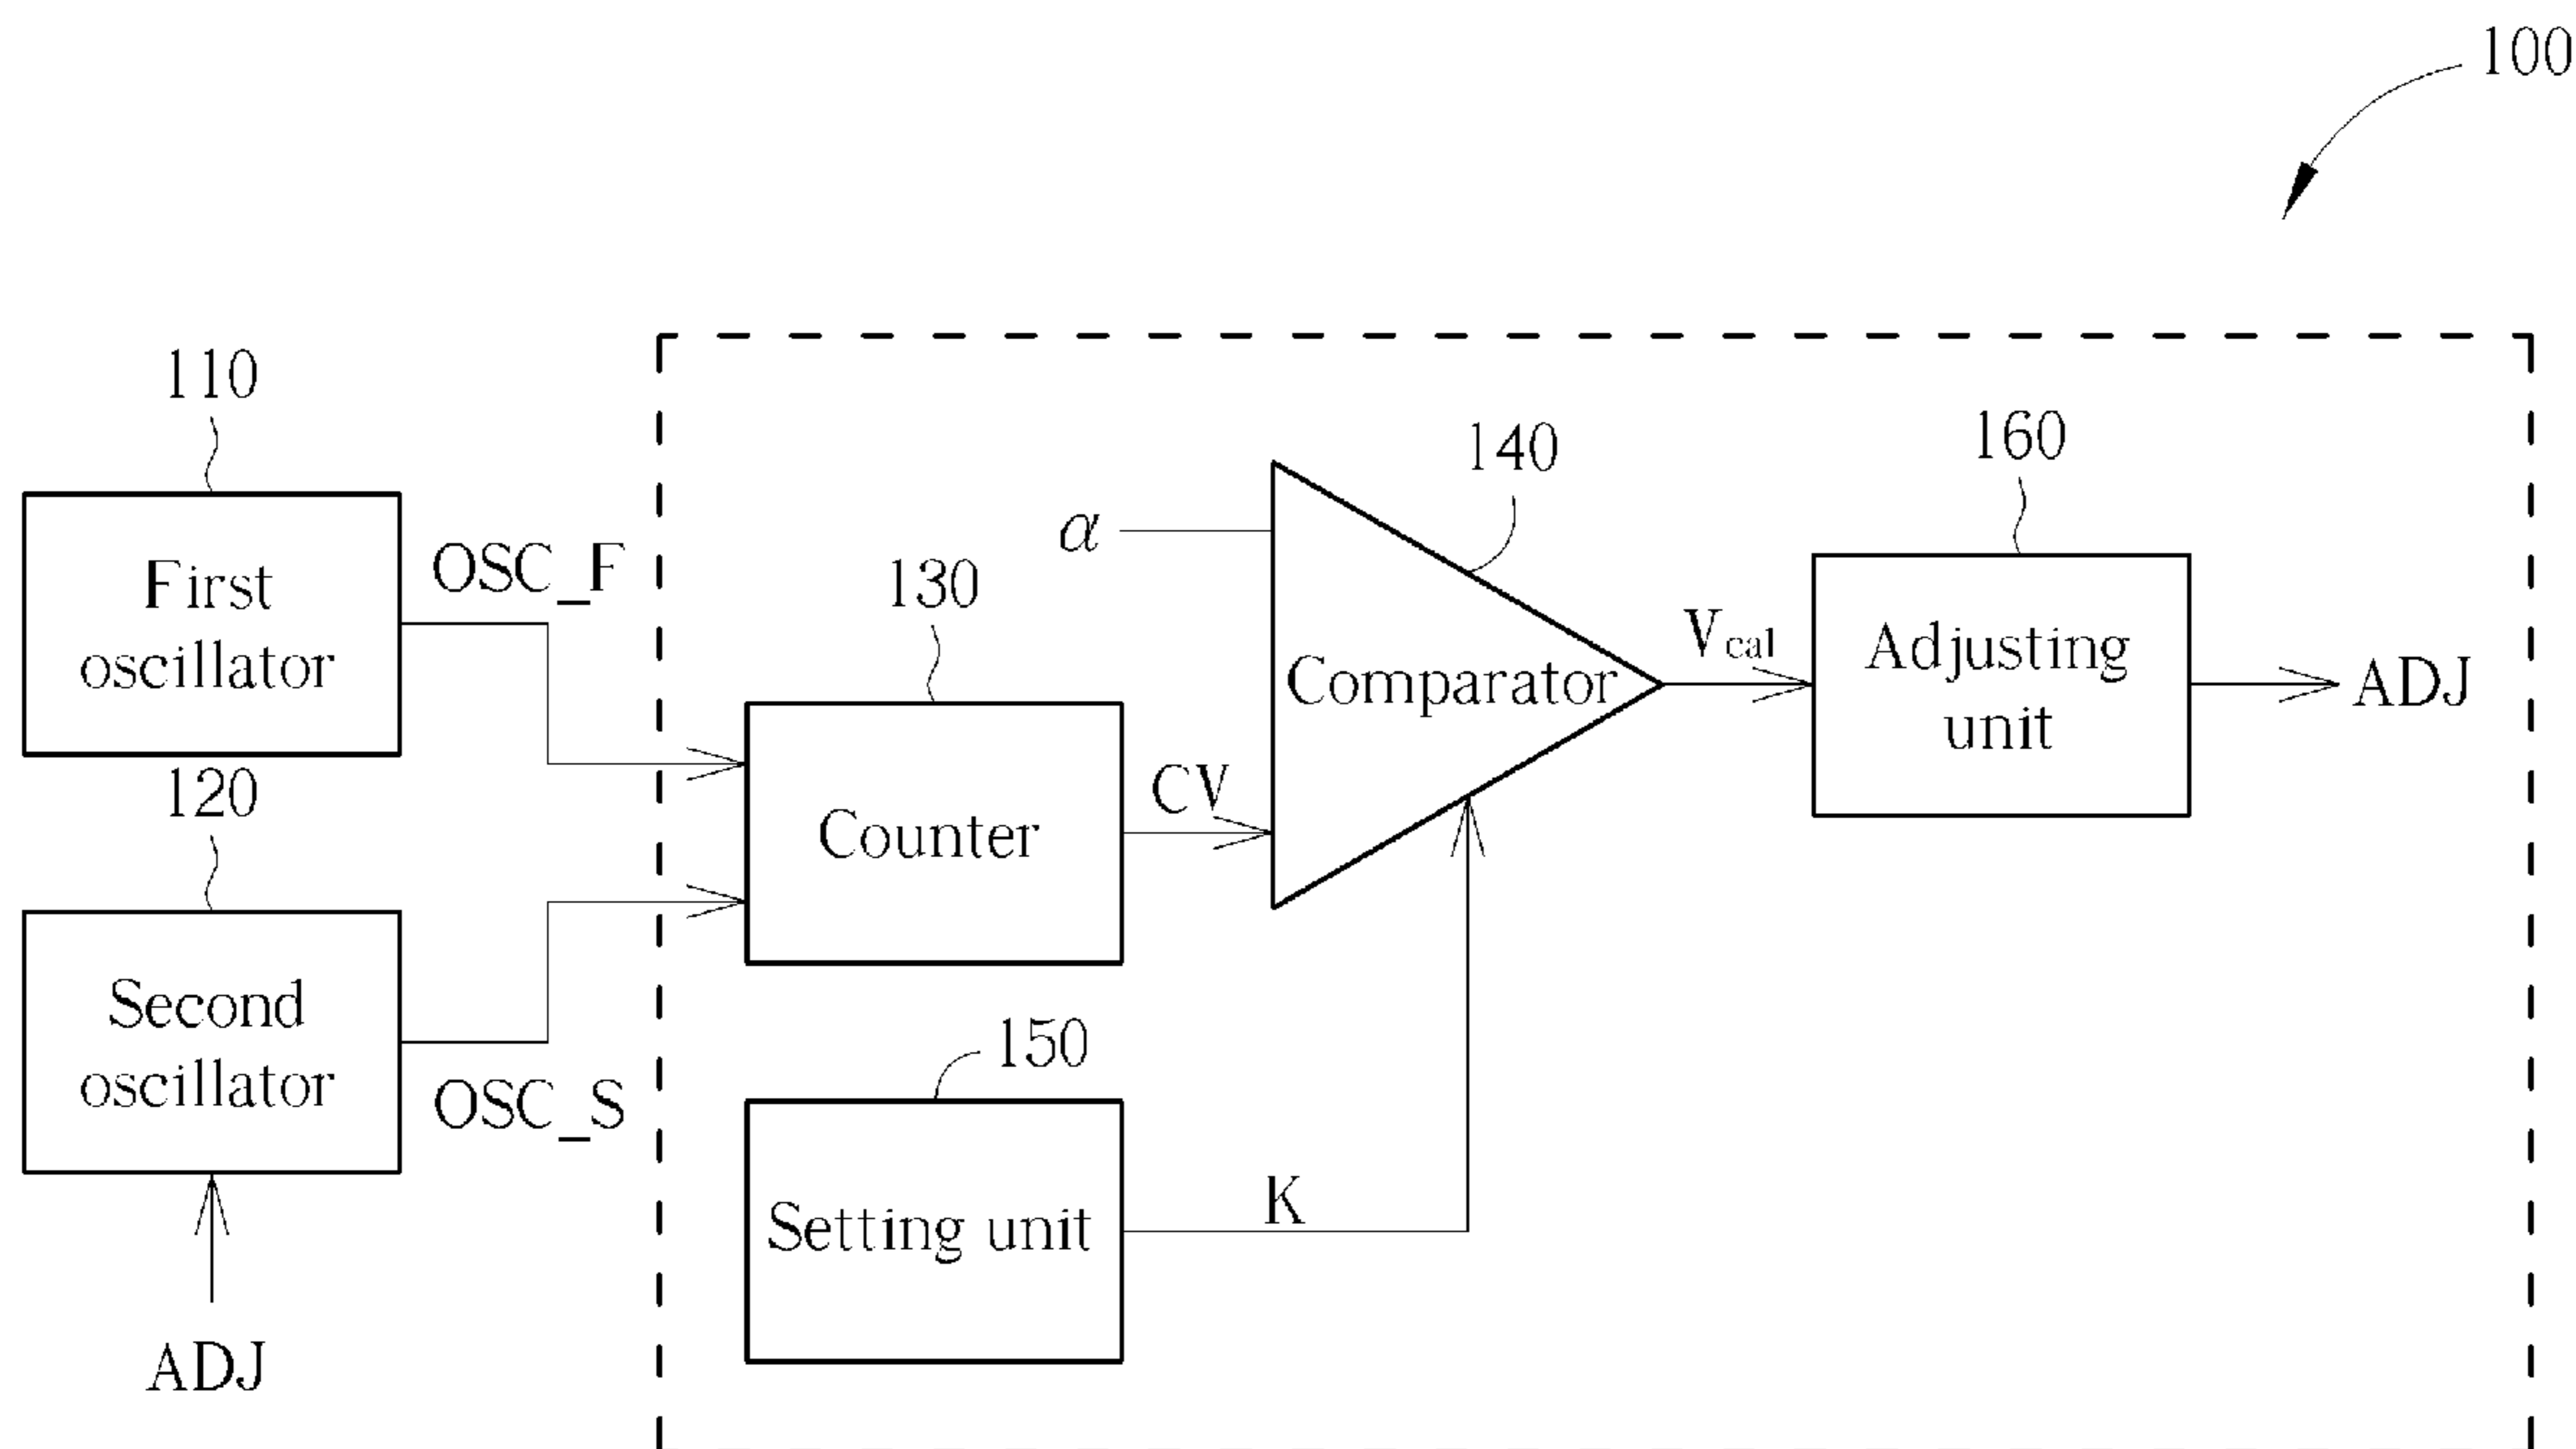 100
110
First
oscillator
OSC_F
120
Second
oscillator
OSC_S
ADJ
130
Counter
CV
α
140
Comparator
150
Setting unit
K
Vcal
160
Adjusting
unit
ADJ